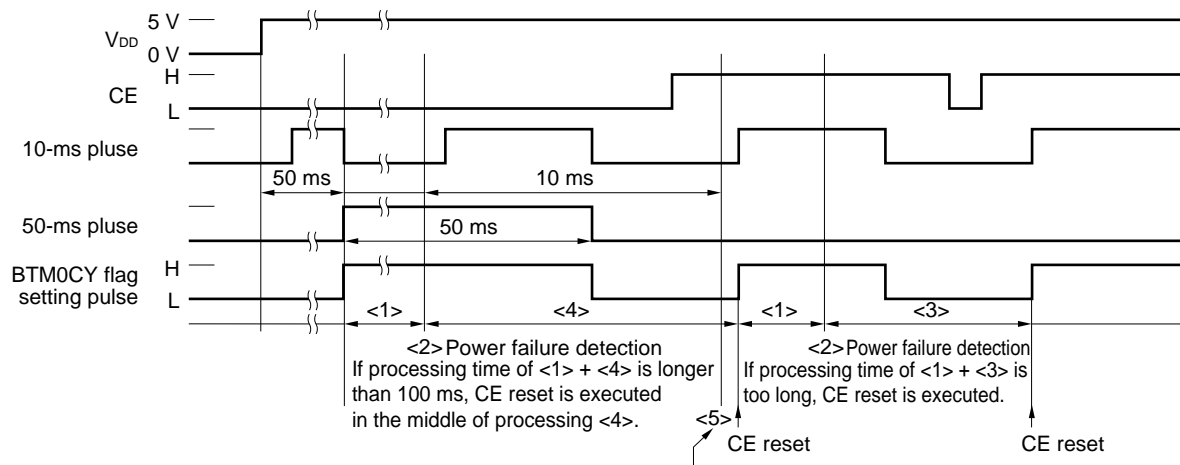 5 V
VDD
0 V
H
CE
L
10-ms pluse
50 ms
10 ms
50-ms pluse
50 ms
BTM0CY flag
setting pulse
H
L
<1>
<4>
<1>
<3>
<2>Power failure detection
If processing time of <1> + <4> is longer
than 100 ms, CE reset is executed
in the middle of processing <4>.
<2>Power failure detection
If processing time of <1> + <3> is
too long, CE reset is executed.
<5>
CE reset
CE reset